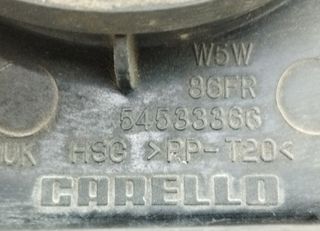 W5W
86FR
54533366
UK HSG >PP-T20<
CARELLO